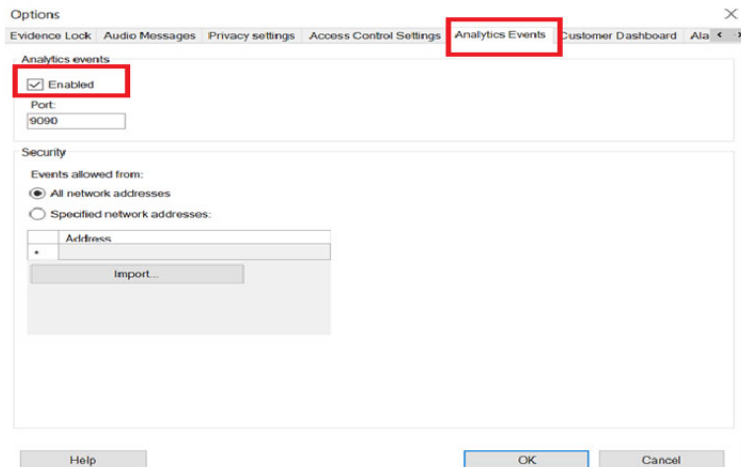 Options
Evidence Lock Audio Messages Privacy settings Access Control Settings Analytics Events Customer Dashboard Ala
Analytics events
Enabled
Port:
9090
Security
Events allowed from:
All network addresses
Specified network addresses:
Address
Import...
Help OK Cancel